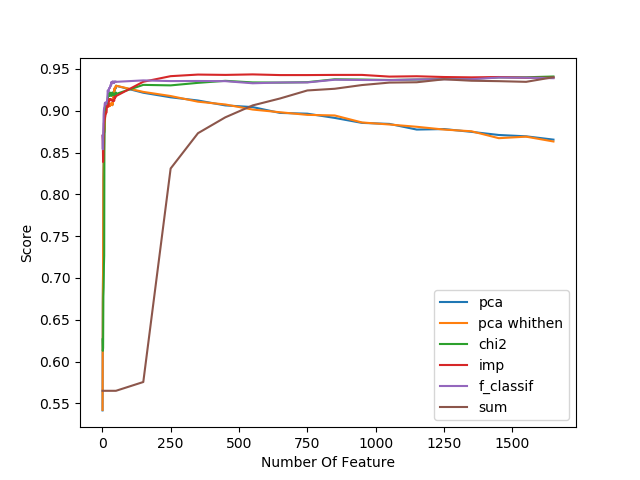 0.95
0.90
0.85
0.80
0.75
0.70
0.65
0.60
0.55
Score
0 250 500 750 1000 1250 1500
Number Of Feature
pca
pca whithen
chi2
imp
f_classif
sum